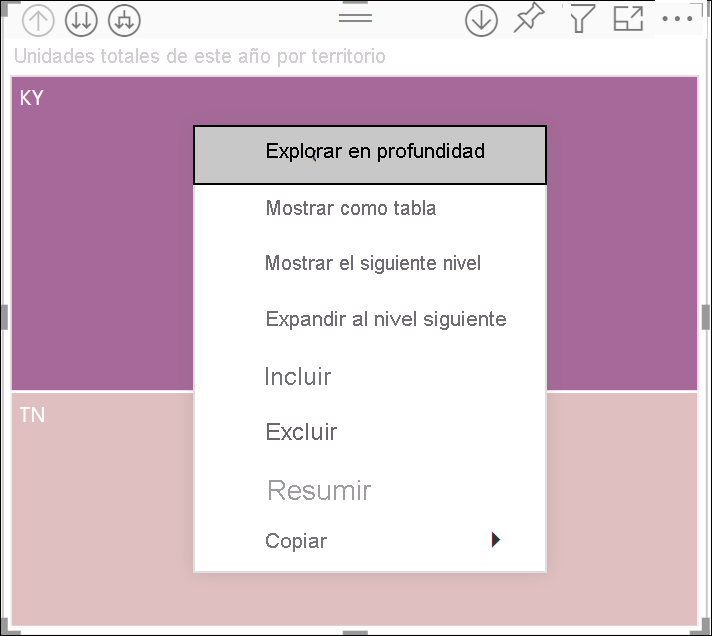 Unidades totales de este año por territorio
KY
Explorar en profundidad
Mostrar como tabla
Mostrar el siguiente nivel
Expandir al nivel siguiente
Incluir
Excluir
Resumir
Copiar
TN